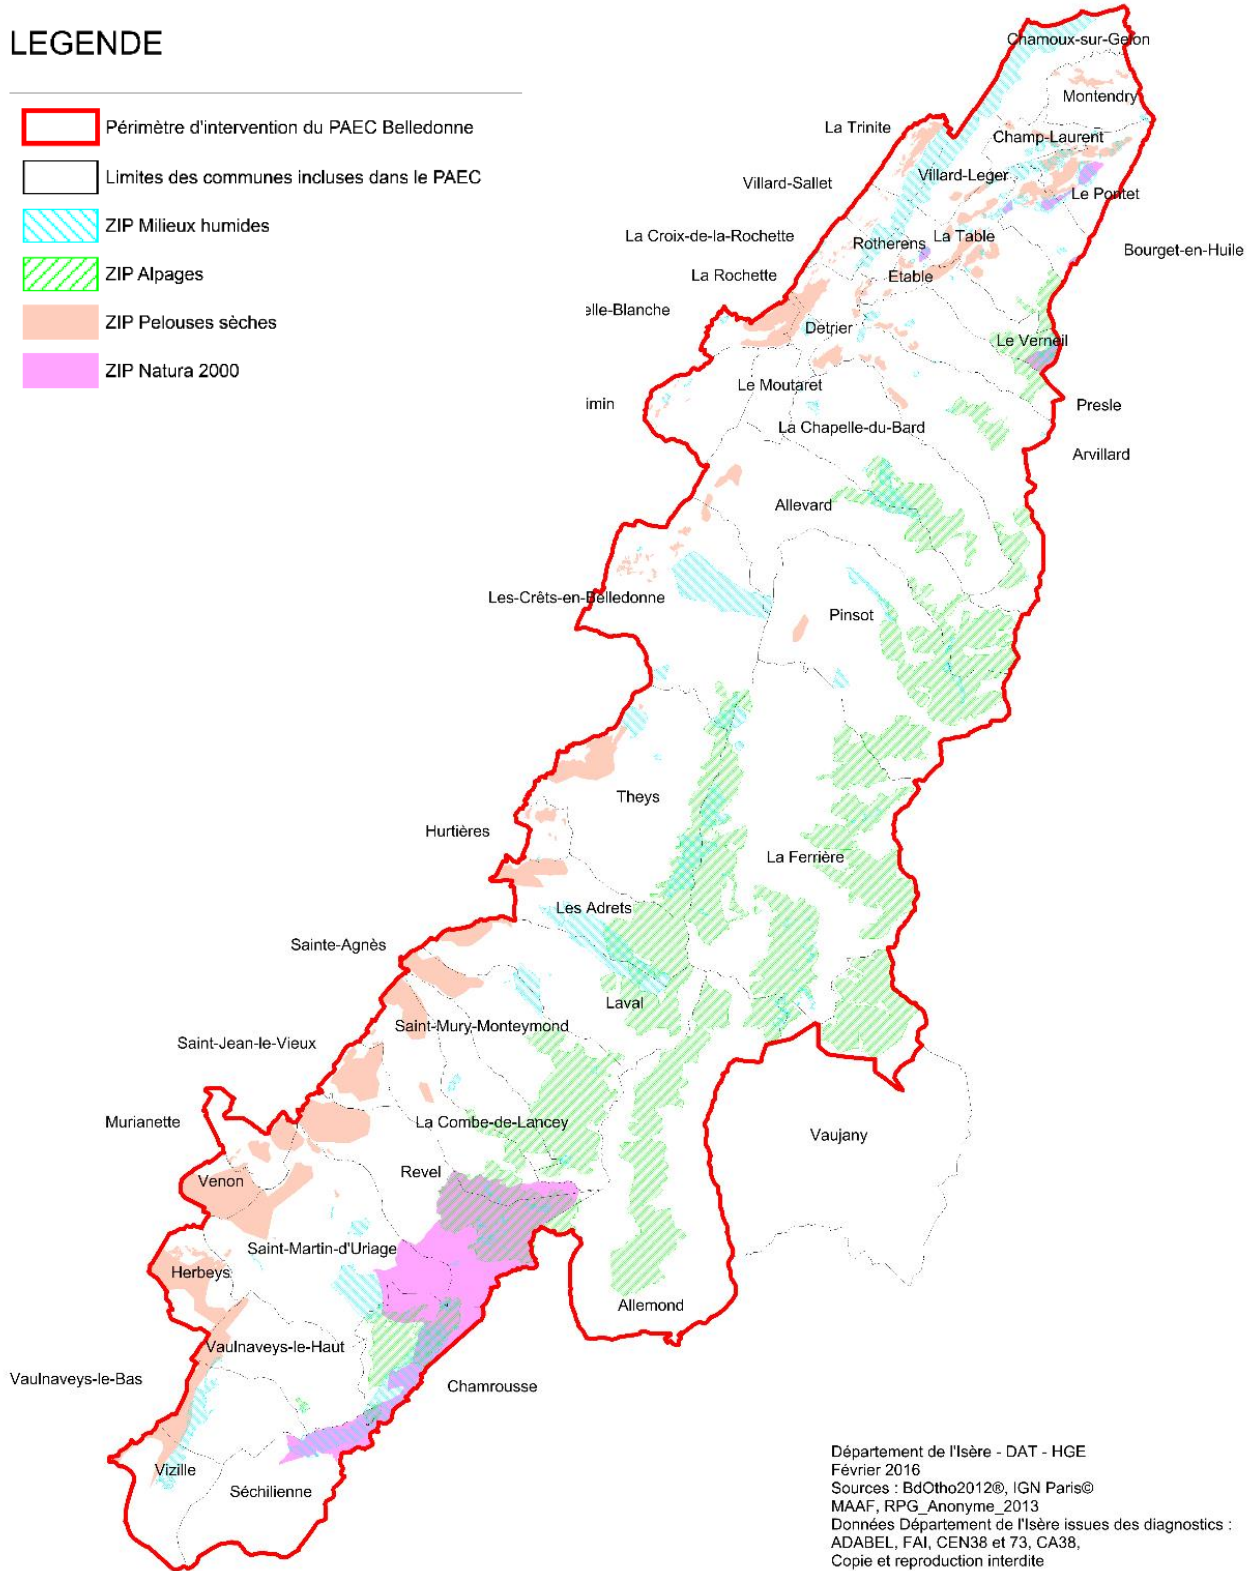 LEGENDE
Périmètre d'intervention du PAEC Belledonne
Limites des communes incluses dans le PAEC
ZIP Milieux humides
ZIP Alpages
ZIP Pelouses sèches
ZIP Natura 2000
Chamoux-sur-Gelon
Montendry
La Trinite
Champ-Laurent
Villard-Sallet
Villard-Leger
Le Pontet
La Croix-de-la-Rochette
Rotherens
La Table
Bourget-en-Huile
La Rochette
Etable
elle-Blanche
Detrier
Le Verneil
Le Moutaret
imin
Presle
La Chapelle-du-Bard
Arvillard
Allevard
Les-Crêts-en-Belledonne
Pinsot
Theys
Hurtières
La Ferrière
Les Adrets
Sainte-Agnès
Laval
Saint-Mury-Monteymond
Saint-Jean-le-Vieux
Murianette
La Combe-de-Lancey
Vaujany
Revel
Venon
Saint-Martin-d'Uriage
Herbeys
Allemond
Vaulnaveys-le-Haut
Vaulnaveys-le-Bas
Chamrousse
Vizille
Séchilienne
Département de l'Isère - DAT - HGE
Février 2016
Sources : BdOtho2012®, IGN Paris©
MAAF, RPG_Anonyme_2013
Données Département de l'Isère issues des diagnostics :
ADABEL, FAI, CEN38 et 73, CA38,
Copie et reproduction interdite